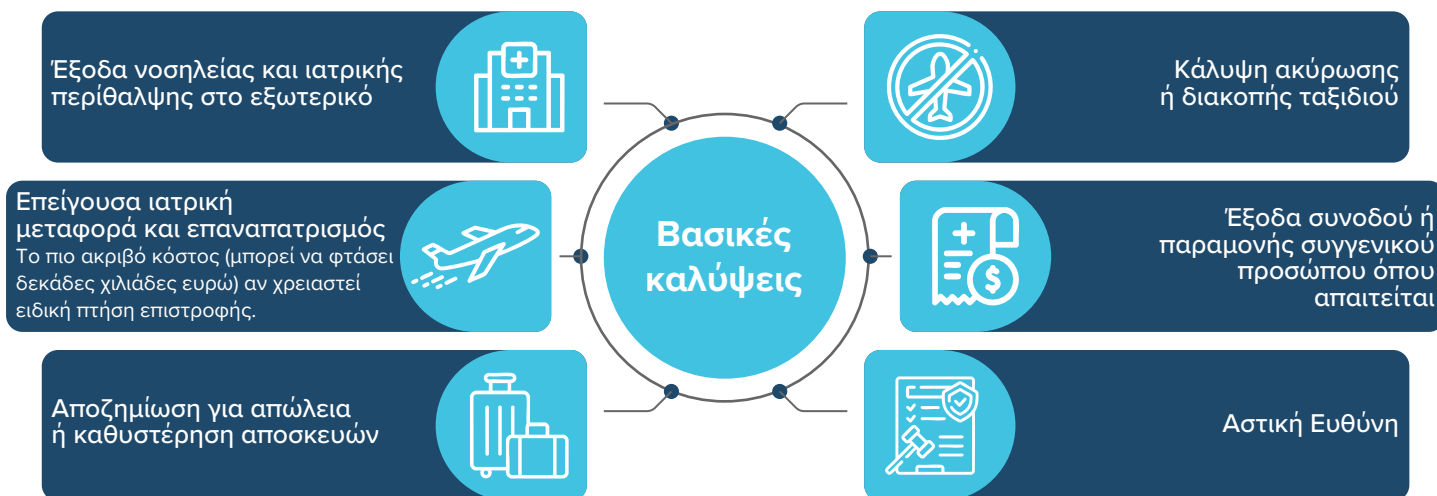 Έξοδα νοσηλείας και ιατρικής
περίθαλψης στο εξωτερικό
Επείγουσα ιατρική
μεταφορά και επαναπατρισμός
Το πιο ακριβό κόστος (μπορεί να φτάσει
δεκάδες χιλιάδες ευρώ) αν χρειαστεί
ειδική πτήση επιστροφής.
Αποζημίωση για απώλεια
ή καθυστέρηση αποσκευών
Βασικές
καλύψεις
Κάλυψη ακύρωσης
ή διακοπής ταξιδιού
Έξοδα συνοδού ή
παραμονής συγγενικού
προσώπου όπου
απαιτείται
$
Αστική Ευθύνη